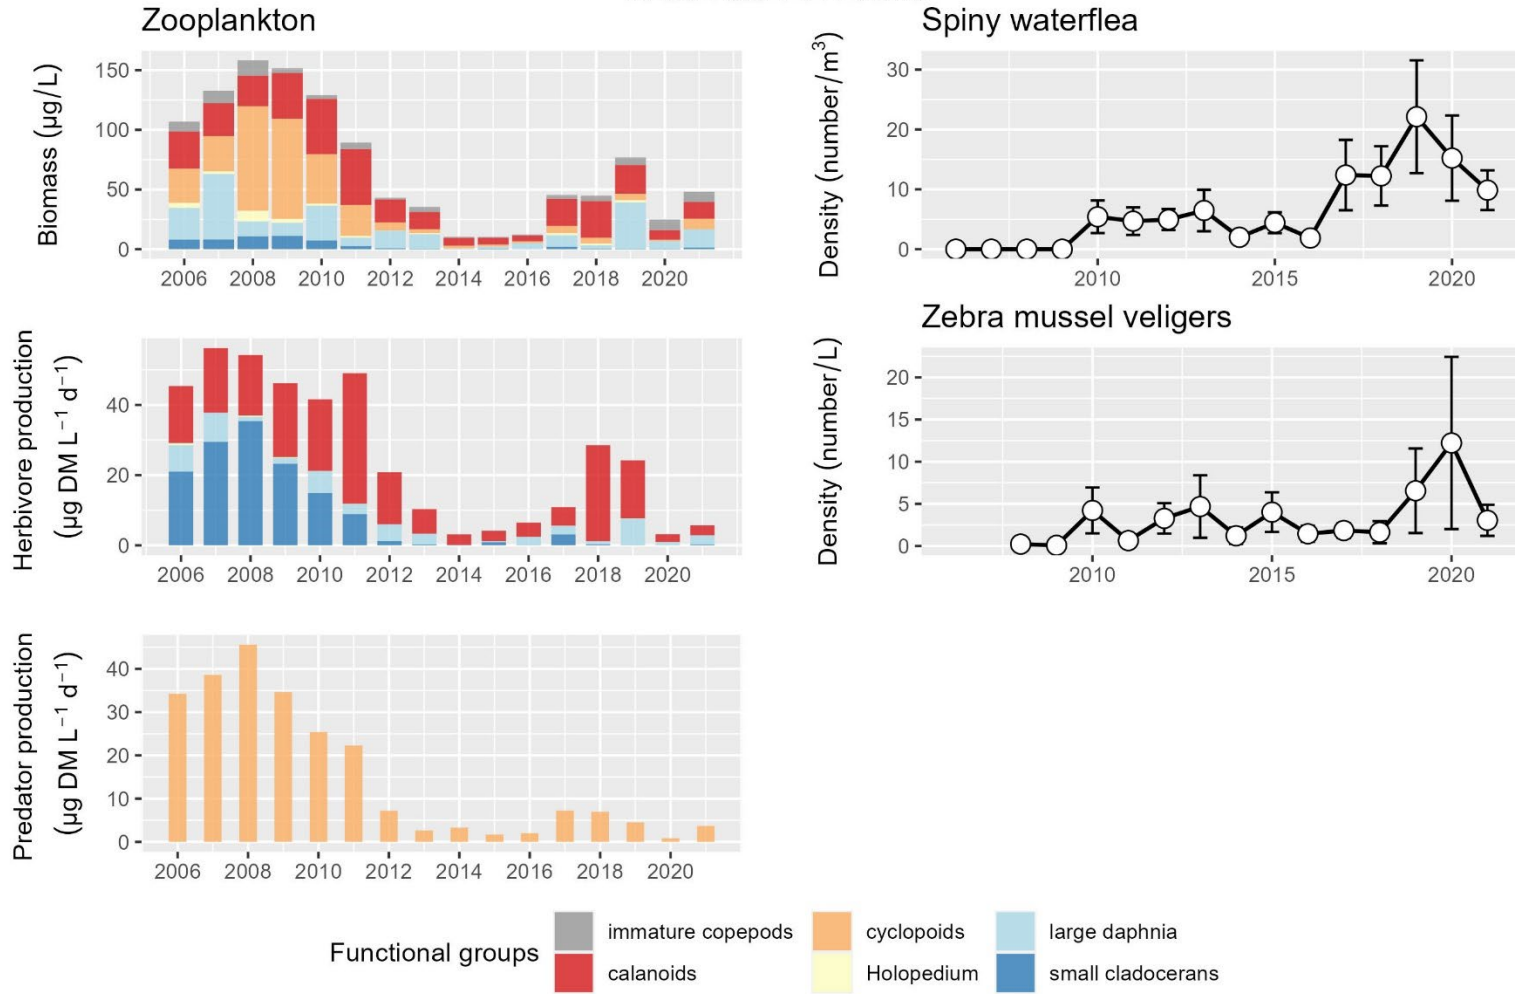 Zooplankton
Biomass (µg/L)
150
100
50
0
2006 2008 2010 2012 2014 2016 2018 2020
Spiny waterflea
Density (number/m³)
30
20
10
0
2010 2015 2020
Herbivore production
(µg DM L⁻¹ d⁻¹)
40
20
0
2006 2008 2010 2012 2014 2016 2018 2020
Zebra mussel veligers
Density (number/L)
20
15
10
5
0
2010 2015 2020
Predator production
(µg DM L⁻¹ d⁻¹)
40
30
20
10
0
2006 2008 2010 2012 2014 2016 2018 2020
Functional groups
immature copepods
calanoids
cyclopoids
Holopedium
large daphnia
small cladocerans